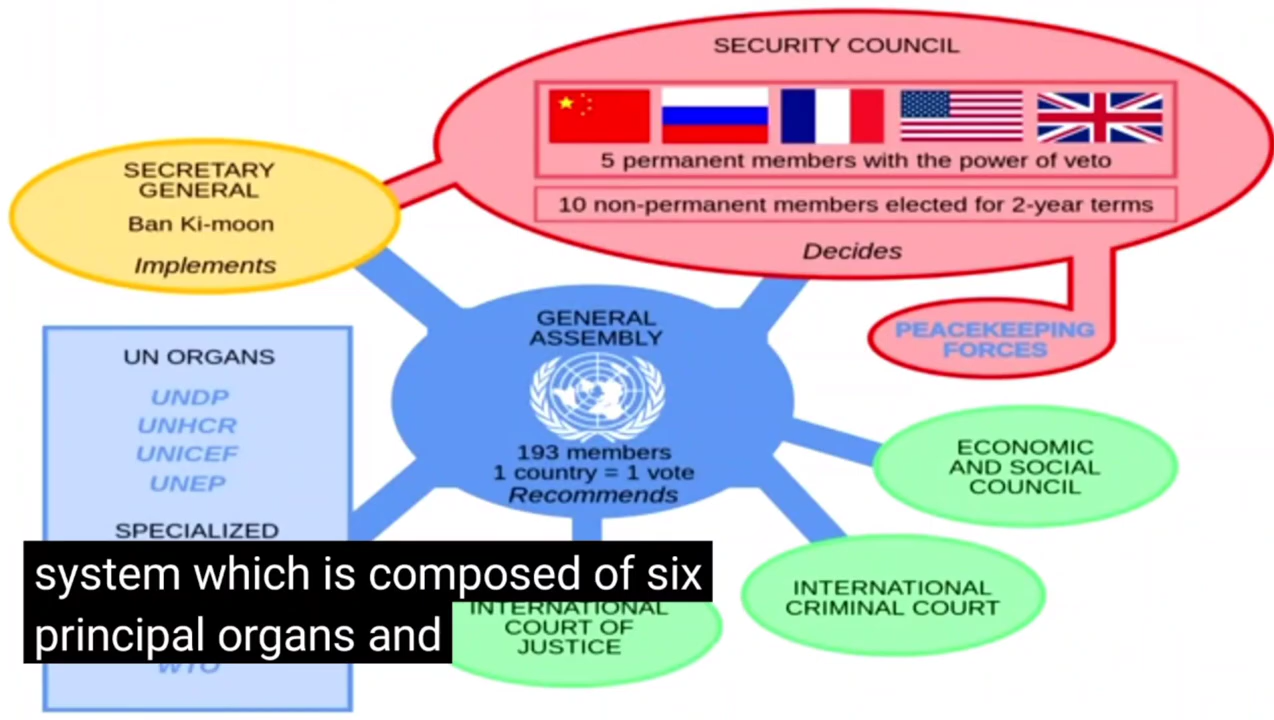 SECURITY COUNCIL
5 permanent members with the power of veto
10 non-permanent members elected for 2-year terms
Decides
SECRETARY
GENERAL
Ban Ki-moon
Implements
PEACEKEEPING
FORCES
GENERAL
ASSEMBLY
193 members
1 country = 1 vote
Recommends
UN ORGANS
UNDP
UNHCR
UNICEF
UNEP
SPECIALIZED
WTO
ECONOMIC
AND SOCIAL
COUNCIL
INTERNATIONAL
CRIMINAL COURT
INTERNATIONAL
COURT OF
JUSTICE
system which is composed of six
principal organs and